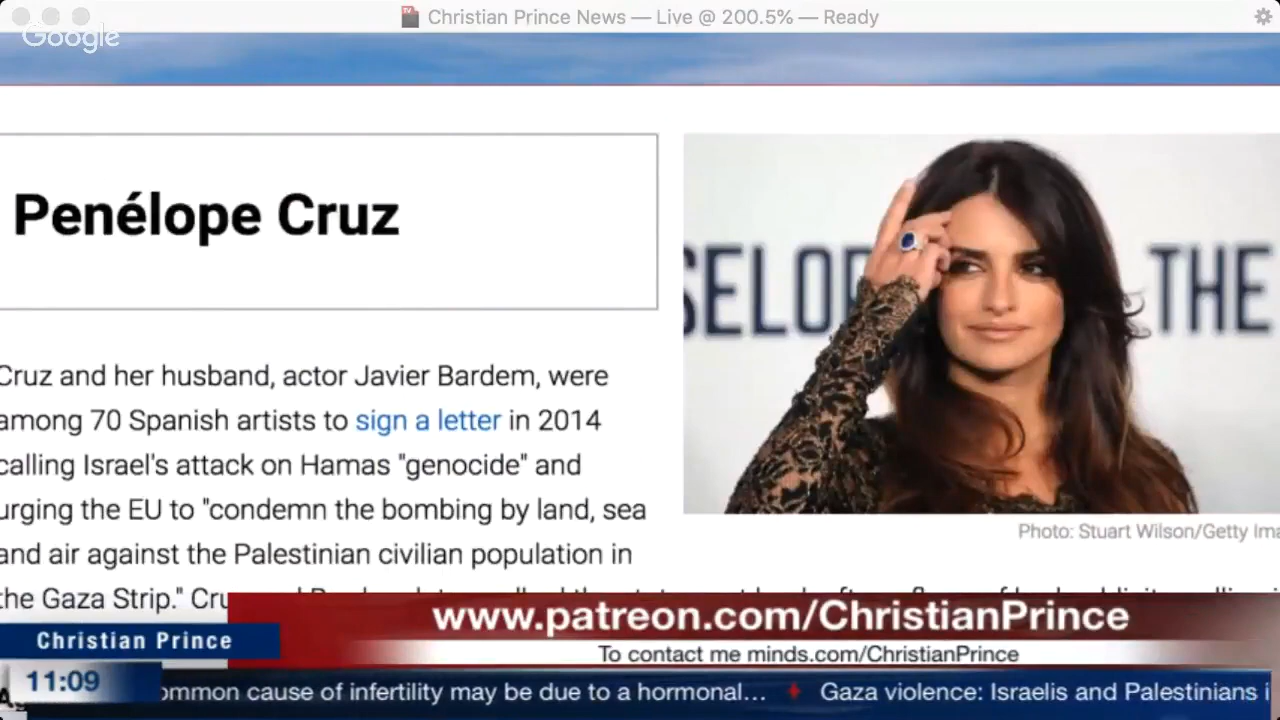 Christian Prince News — Live @ 200.5% — Ready
Google
Penélope Cruz
SELOR
THE
Cruz and her husband, actor Javier Bardem, were
among 70 Spanish artists to sign a letter in 2014
calling Israel's attack on Hamas "genocide" and
urging the EU to "condemn the bombing by land, sea
and air against the Palestinian civilian population in
the Gaza Strip."
Photo: Stuart Wilson/Getty Ima
www.patreon.com/ChristianPrince
To contact me minds.com/ChristianPrince
Christian Prince
11:09
ommon cause of infertility may be due to a hormonal... Gaza violence: Israelis and Palestinians i